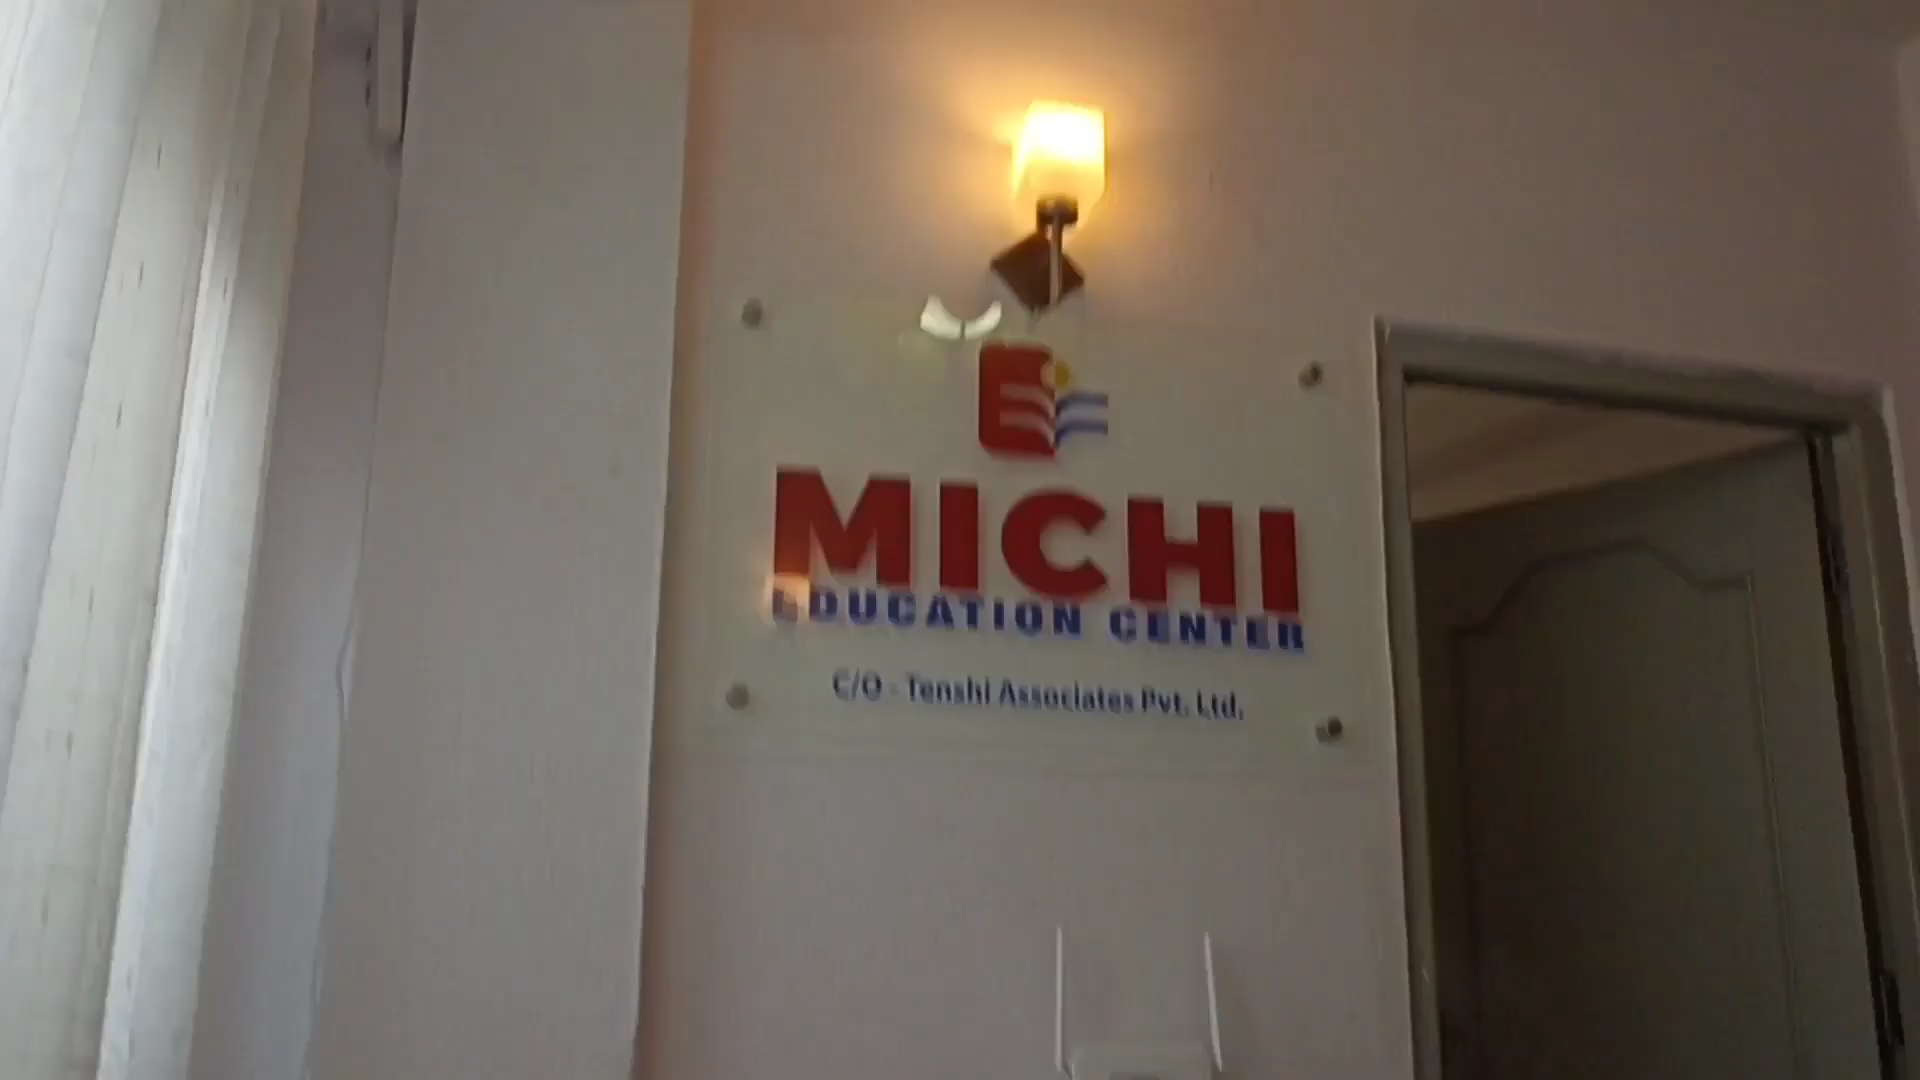 MICHI
EDUCATION CENTER
C/O - Tenshi Associates Pvt. Ltd.